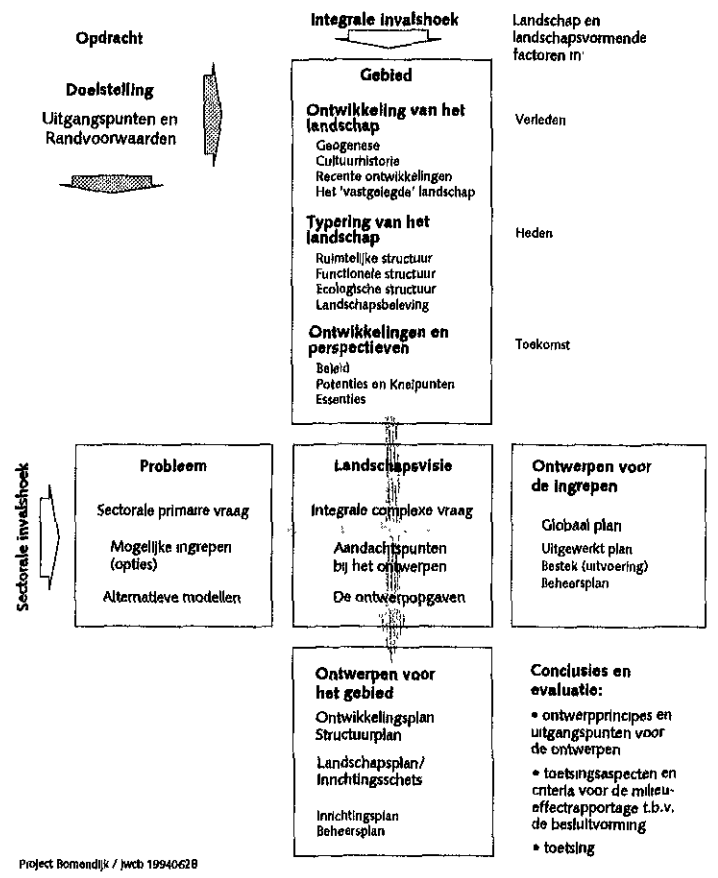 Opdracht
Doelstelling
Uitgangspunten en
Randvoorwaarden
Integrale invalshoek
Landschap en
landschapsvormende
factoren in
Gebied
Ontwikkeling van het
landschap
Geogenese
Cultuurhistorie
Recente ontwikkelingen
Het 'vastgelegde' landschap
Verleden
Typering van het
landschap
Ruimtelijke structuur
Functionele structuur
Ecologische structuur
Landschapsbeleving
Heden
Ontwikkelingen en
perspectieven
Beleid
Potenties en Knelpunten
Essenties
Toekomst
Sectorale invalshoek
Probleem
Sectorale primaire vraag
Mogelijke ingrepen
(opties)
Alternatieve modellen
Landschapsvisie
Integrale complexe vraag
Aandachtspunten
bij het ontwerpen
De ontwerpopgaven
Ontwerpen voor
de ingrepen
Globaal plan
Uitgewerkt plan
Bestek (uitvoering)
Beheersplan
Ontwerpen voor
het gebied
Ontwikkelingsplan
Structuurplan
Landschapsplan/
Inrichtingsschets
Inrichtingsplan
Beheersplan
Conclusies en
evaluatie:
• ontwerpprincipes en
uitgangspunten voor
de ontwerpen
• toetsingsaspecten en
criteria voor de milieu-
effectrapportage t.b.v.
de besluitvorming
• toetsing
Project Bomendijk / jwcb 19940628